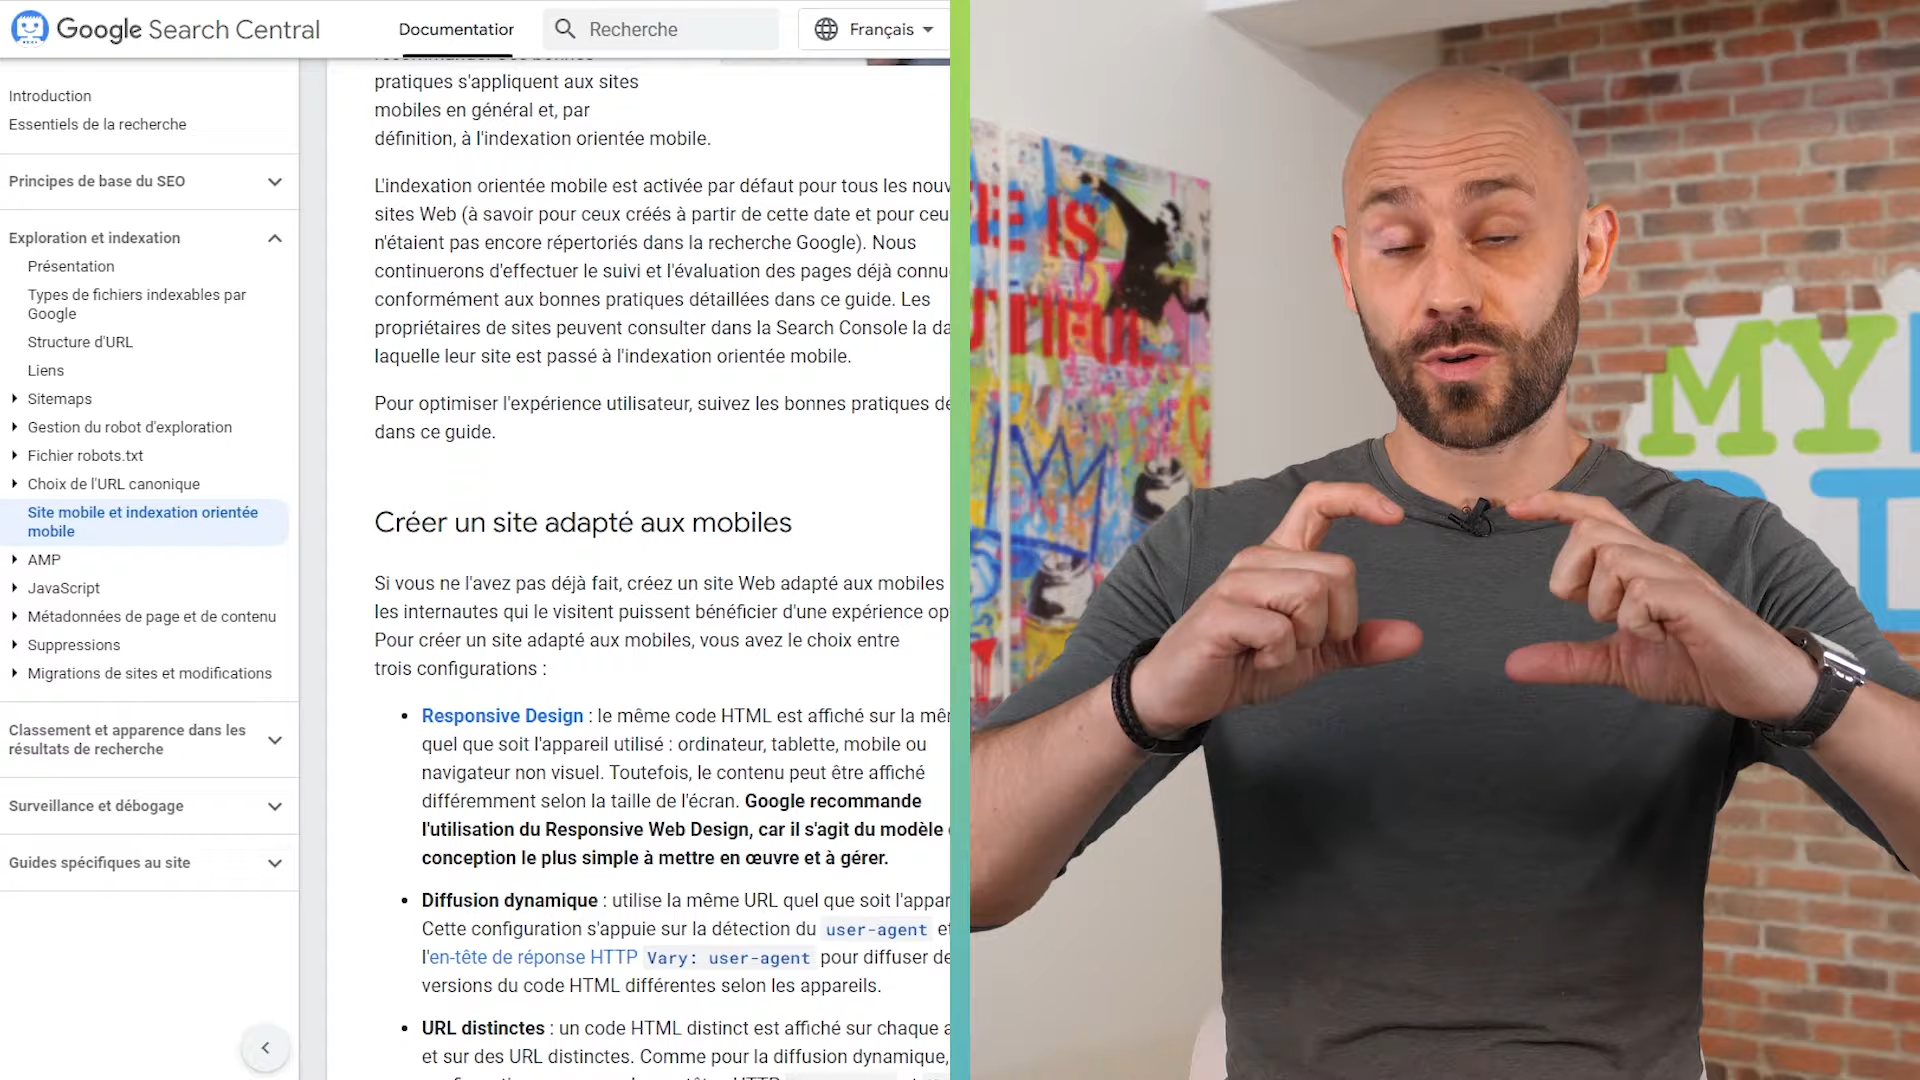 Google Search Central
Documentation
Recherche
Français
Introduction
Essentiels de la recherche
Principes de base du SEO
Exploration et indexation
Présentation
Types de fichiers indexables par
Google
Structure d'URL
Liens
Sitemaps
Gestion du robot d'exploration
Fichier robots.txt
Choix de l'URL canonique
Site mobile et indexation orientée
mobile
AMP
JavaScript
Métadonnées de page et de contenu
Suppressions
Migrations de sites et modifications
Classement et apparence dans les
résultats de recherche
Surveillance et débogage
Guides spécifiques au site
pratiques s'appliquent aux sites
mobiles en général et, par
définition, à l'indexation orientée mobile.
L'indexation orientée mobile est activée par défaut pour tous les nouv
sites Web (à savoir pour ceux créés à partir de cette date et pour ceu
n'étaient pas encore répertoriés dans la recherche Google). Nous
continuerons d'effectuer le suivi et l'évaluation des pages déjà connu
conformément aux bonnes pratiques détaillées dans ce guide. Les
propriétaires de sites peuvent consulter dans la Search Console la da
laquelle leur site est passé à l'indexation orientée mobile.
Pour optimiser l'expérience utilisateur, suivez les bonnes pratiques dé
dans ce guide.
Créer un site adapté aux mobiles
Si vous ne l'avez pas déjà fait, créez un site Web adapté aux mobiles
les internautes qui le visitent puissent bénéficier d'une expérience op
Pour créer un site adapté aux mobiles, vous avez le choix entre
trois configurations :
Responsive Design : le même code HTML est affiché sur la mêm
quel que soit l'appareil utilisé : ordinateur, tablette, mobile ou
navigateur non visuel. Toutefois, le contenu peut être affiché
différemment selon la taille de l'écran. Google recommande
l'utilisation du Responsive Web Design, car il s'agit du modèle
conception le plus simple à mettre en œuvre et à gérer.
Diffusion dynamique : utilise la même URL quel que soit l'appar
Cette configuration s'appuie sur la détection du user-agent et
l'en-tête de réponse HTTP Vary: user-agent pour diffuser de
versions du code HTML différentes selon les appareils.
URL distinctes : un code HTML distinct est affiché sur chaque a
et sur des URL distinctes. Comme pour la diffusion dynamique,
IS
MY